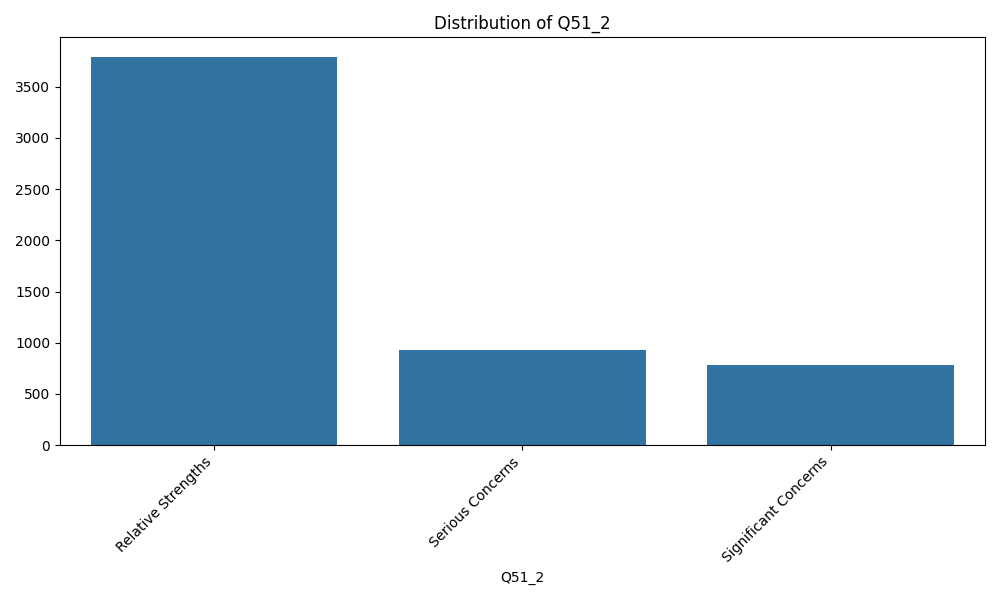 Distribution of Q51_2
3500
3000
2500
2000
1500
1000
500
0
Relative Strengths
Serious Concerns
Significant Concerns
Q51_2